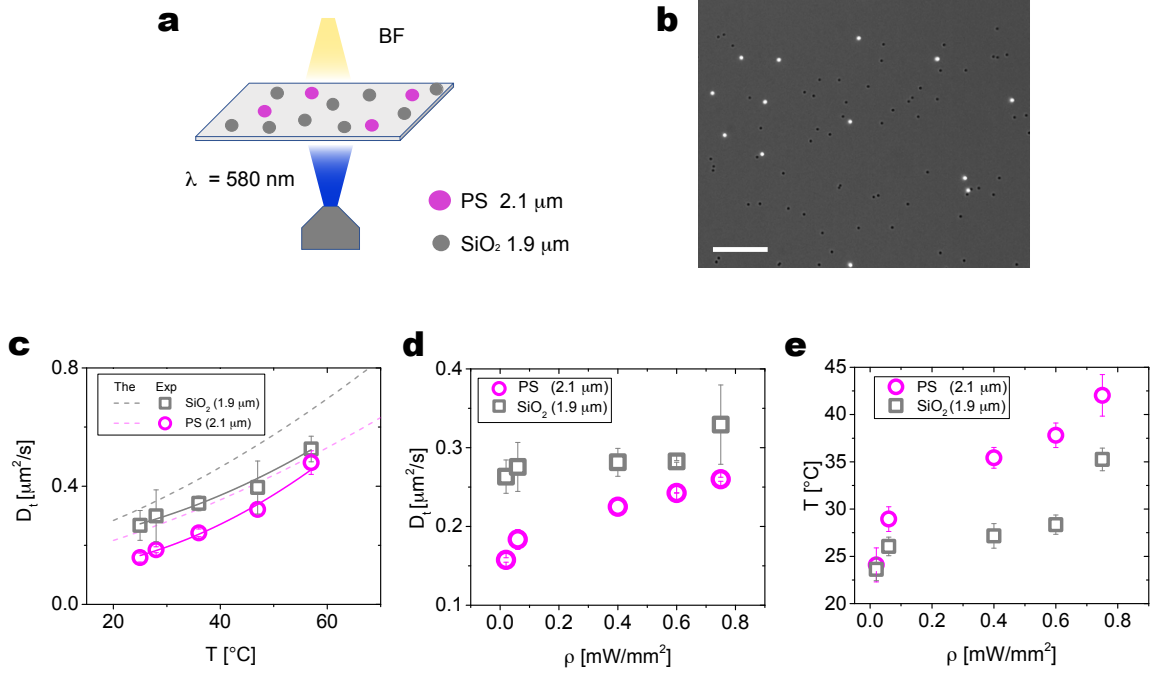 a
BF
λ = 580 nm
PS 2.1 μm
SiO₂ 1.9 μm
b
c
0.8
0.4
0.0
20
40
60
Dₜ [μm²/s]
T [°C]
The Exp
SiO₂ (1.9 μm)
PS (2.1 μm)
d
0.4
0.3
0.2
0.1
0.0
0.2
0.4
0.6
0.8
Dₜ [μm²/s]
ρ [mW/mm²]
PS (2.1 μm)
SiO₂ (1.9 μm)
e
45
40
35
30
25
20
0.0
0.2
0.4
0.6
0.8
T [°C]
ρ [mW/mm²]
PS (2.1 μm)
SiO₂ (1.9 μm)